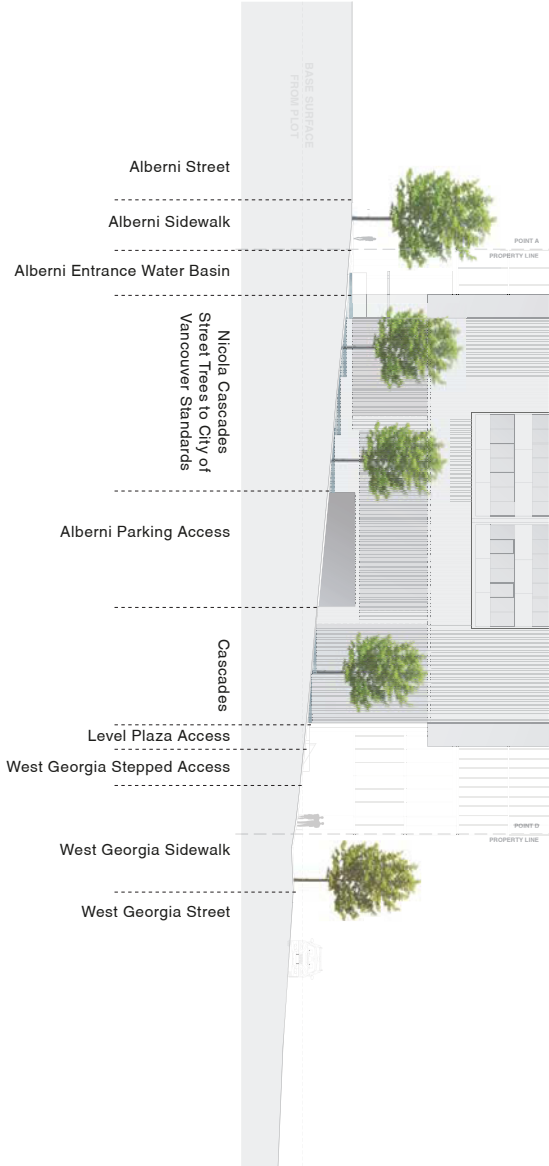 BASE SURFACE
FROM PLOT
Alberni Street
Alberni Sidewalk
POINT A
PROPERTY LINE
Alberni Entrance Water Basin
Nicola Cascades
Street Trees to City of
Vancouver Standards
Alberni Parking Access
Cascades
Level Plaza Access
West Georgia Stepped Access
POINT D
PROPERTY LINE
West Georgia Sidewalk
West Georgia Street